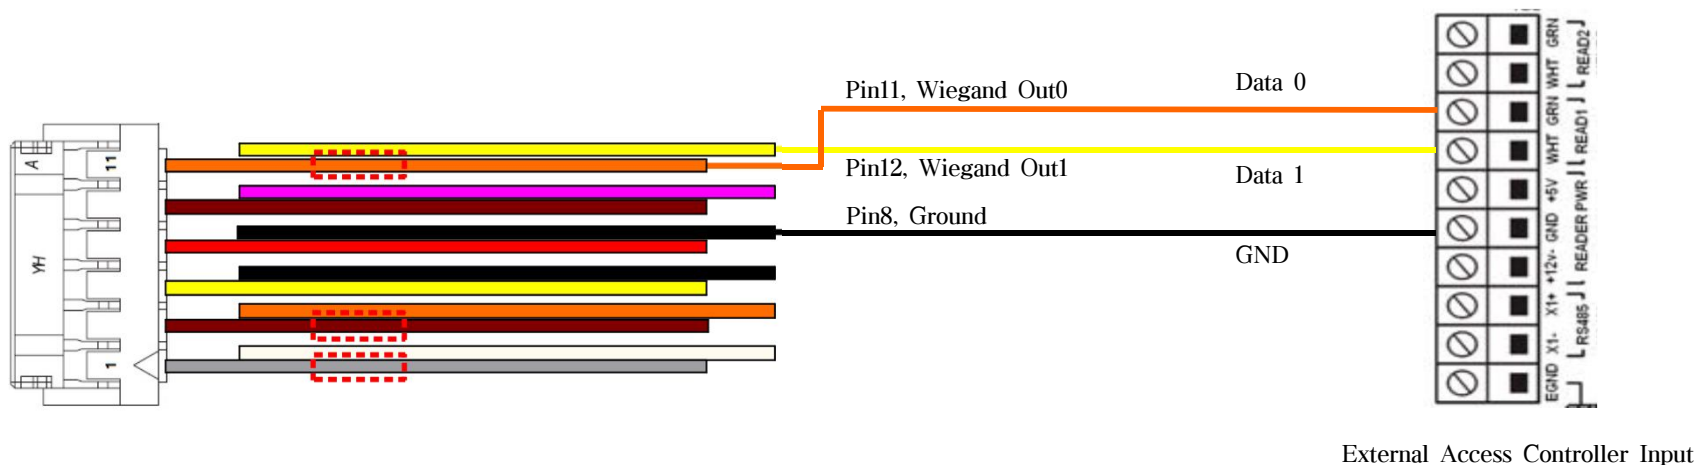 Pin11, Wiegand Out0
Data 0
Pin12, Wiegand Out1
Data 1
Pin8, Ground
GND
A
11
YH
1
GRN
WHT
READ2
GRN
WHT
READ1
+5V
GND
+12v-
READER PWR
X1+
X1-
RS485
EGND
External Access Controller Input